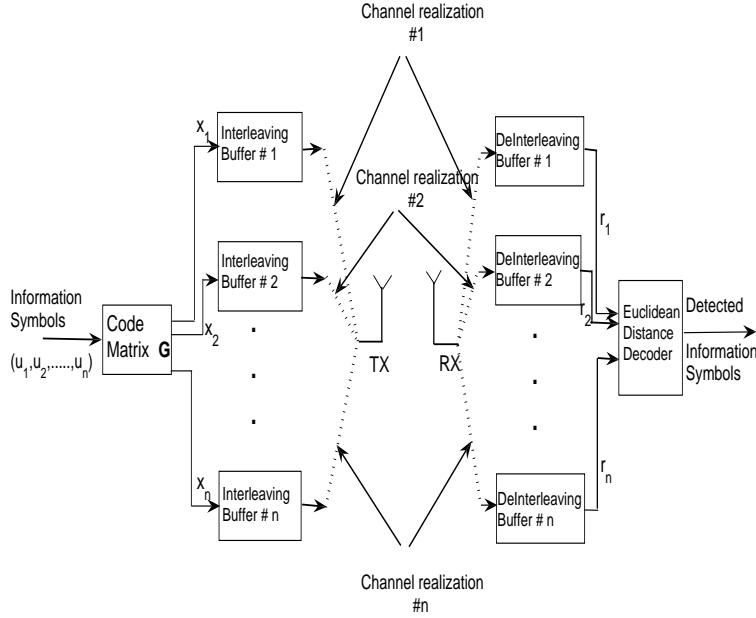 Channel realization
#1
x1
Interleaving
Buffer # 1
DeInterleaving
Buffer # 1
Channel realization
#2
r1
Interleaving
Buffer # 2
DeInterleaving
Buffer # 2
Information
Symbols
(u1,u2,.....,un)
Code
Matrix G
x2
TX
RX
r2
Euclidean
Distance
Decoder
Detected
Information
Symbols
xn
Interleaving
Buffer # n
DeInterleaving
Buffer # n
rn
Channel realization
#n